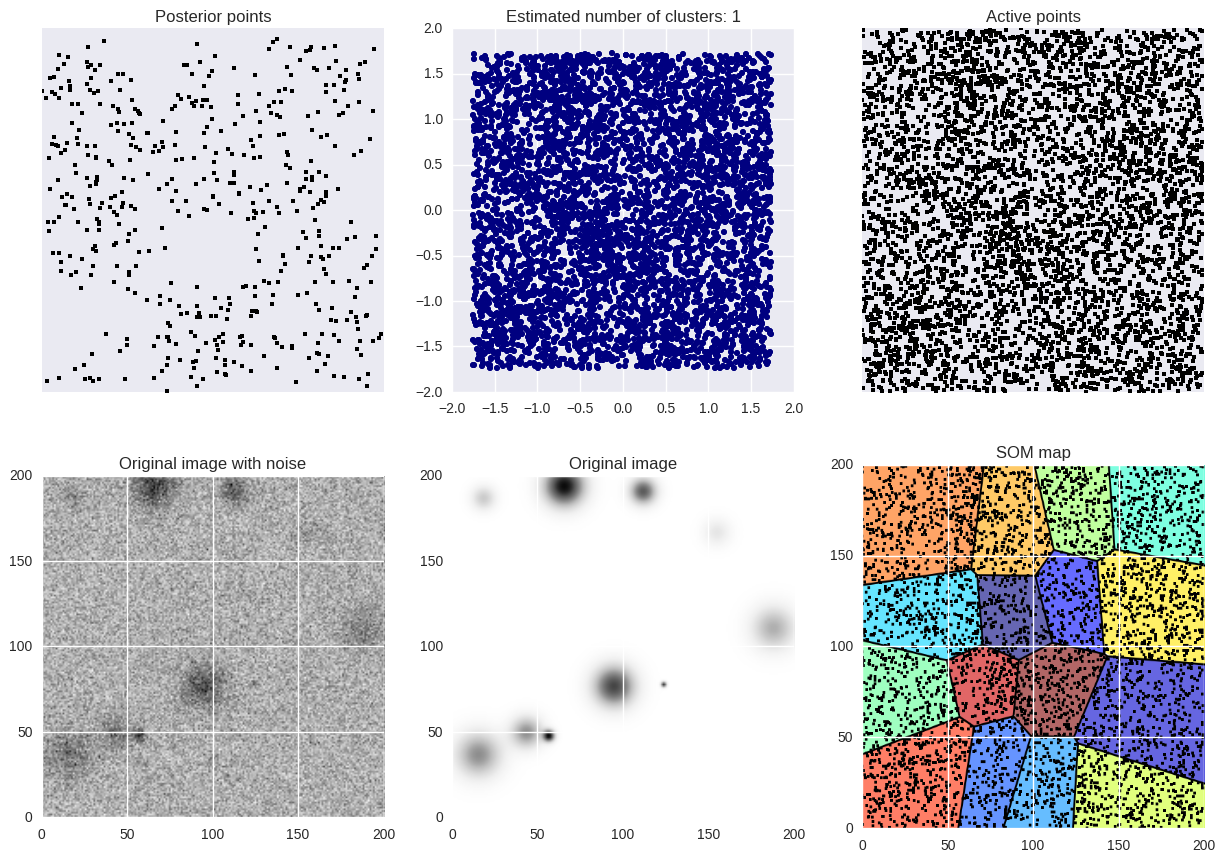 Posterior points
Estimated number of clusters: 1
Active points
2.0
1.5
1.0
0.5
0.0
−0.5
−1.0
−1.5
−2.0
−2.0 −1.5 −1.0 −0.5 0.0 0.5 1.0 1.5 2.0
Original image with noise
Original image
SOM map
200
150
100
50
0
0 50 100 150 200
200
150
100
50
0
0 50 100 150 200
200
150
100
50
0
0 50 100 150 200